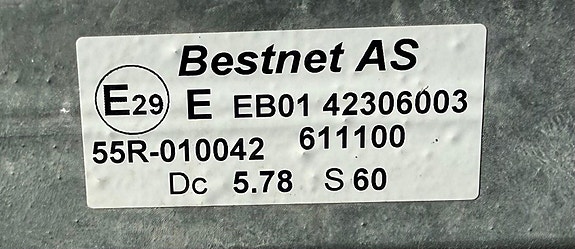 Bestnet AS
E29 E EB01 42306003
55R-010042 611100
Dc 5.78 S 60